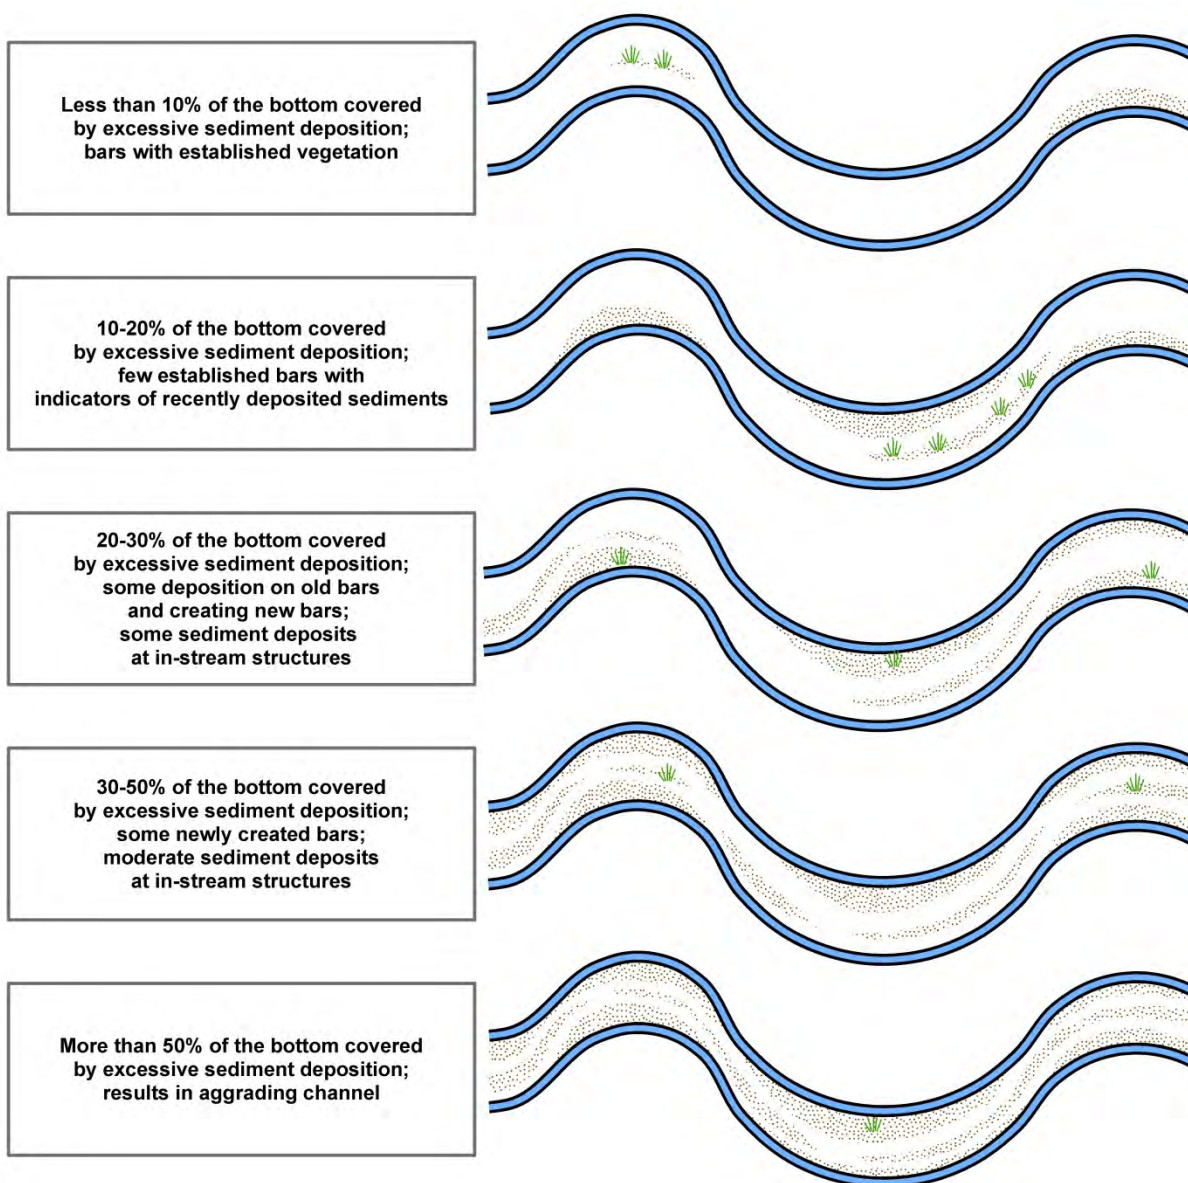 Less than 10% of the bottom covered
by excessive sediment deposition;
bars with established vegetation
10-20% of the bottom covered
by excessive sediment deposition;
few established bars with
indicators of recently deposited sediments
20-30% of the bottom covered
by excessive sediment deposition;
some deposition on old bars
and creating new bars;
some sediment deposits
at in-stream structures
30-50% of the bottom covered
by excessive sediment deposition;
some newly created bars;
moderate sediment deposits
at in-stream structures
More than 50% of the bottom covered
by excessive sediment deposition;
results in aggrading channel